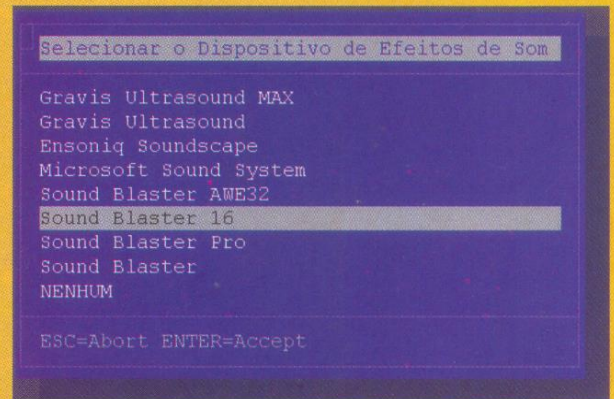 Selecionar o Dispositivo de Efeitos de Som
Gravis Ultrasound MAX
Gravis Ultrasound
Ensoniq Soundscape
Microsoft Sound System
Sound Blaster AWE32
Sound Blaster 16
Sound Blaster Pro
Sound Blaster
NENHUM
ESC=Abort ENTER=Accept